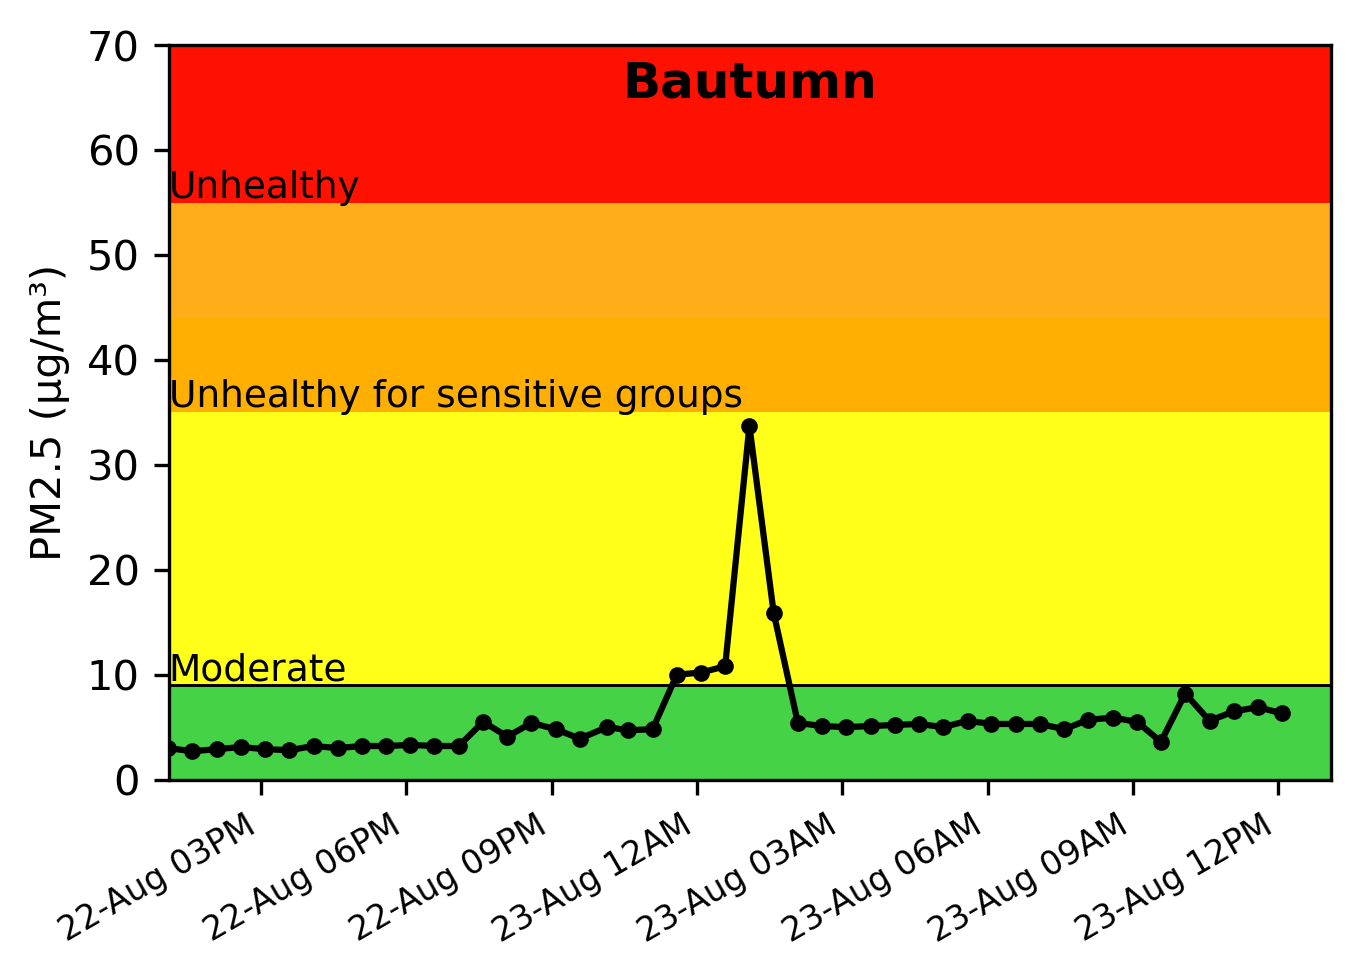 Bautumn
PM2.5 (µg/m³)
70
60
50
40
30
20
10
0
Unhealthy
Unhealthy for sensitive groups
Moderate
22-Aug 03PM
22-Aug 06PM
22-Aug 09PM
23-Aug 12AM
23-Aug 03AM
23-Aug 06AM
23-Aug 09AM
23-Aug 12PM